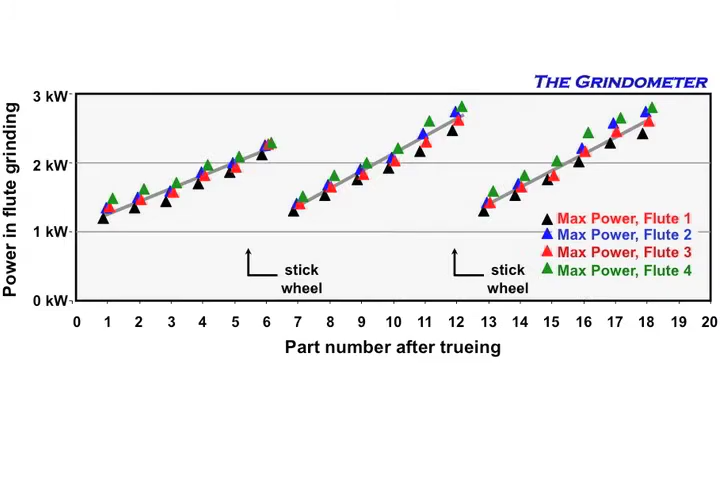 THE GRINDOMETER
Power in flute grinding
3 kW
2 kW
1 kW
0 kW
Max Power, Flute 1
Max Power, Flute 2
Max Power, Flute 3
Max Power, Flute 4
stick
wheel
stick
wheel
0 1 2 3 4 5 6 7 8 9 10 11 12 13 14 15 16 17 18 19 20
Part number after trueing